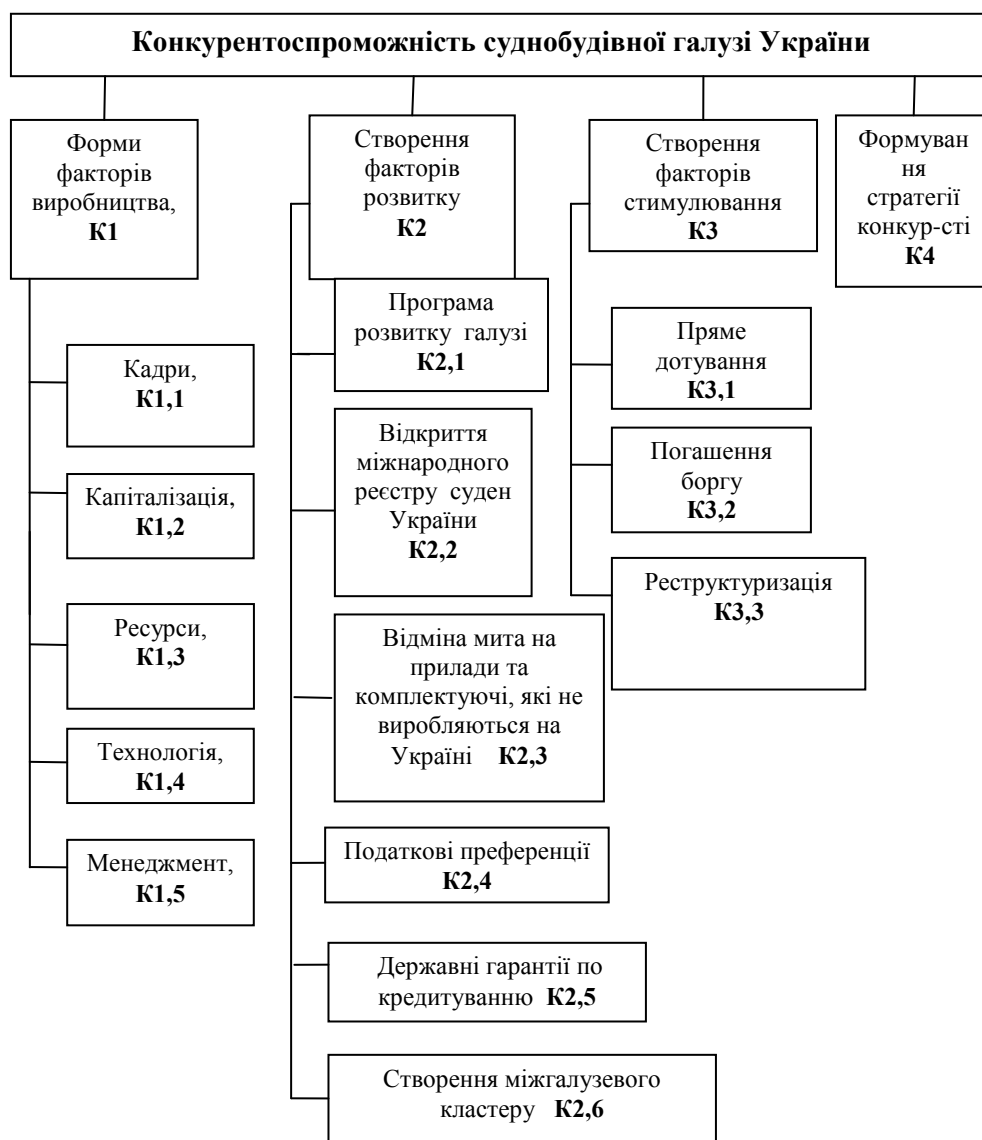 Конкурентоспроможність суднобудівної галузі України
Форми
факторів
виробництва,
К1
Кадри,
К1,1
Капіталізація,
К1,2
Ресурси,
К1,3
Технологія,
К1,4
Менеджмент,
К1,5
Створення
факторів
розвитку
К2
Програма
розвитку галузі
К2,1
Відкриття
міжнародного
реєстру суден
України
К2,2
Відміна мита на
прилади та
комплектуючі, які не
виробляються на
Україні К2,3
Податкові преференції
К2,4
Державні гарантії по
кредитуванню К2,5
Створення міжгалузевого
кластеру К2,6
Створення
факторів
стимулювання
К3
Пряме
дотування
К3,1
Погашення
боргу
К3,2
Реструктуризація
К3,3
Формуван
ня
стратегії
конкур-сті
К4